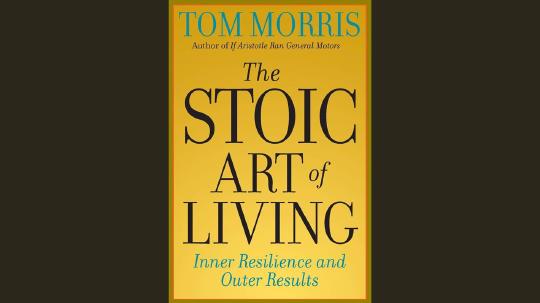 TOM MORRIS
Author of If Aristotle Ran General Motors
The
STOIC
ART of
LIVING
Inner Resilience and
Outer Results